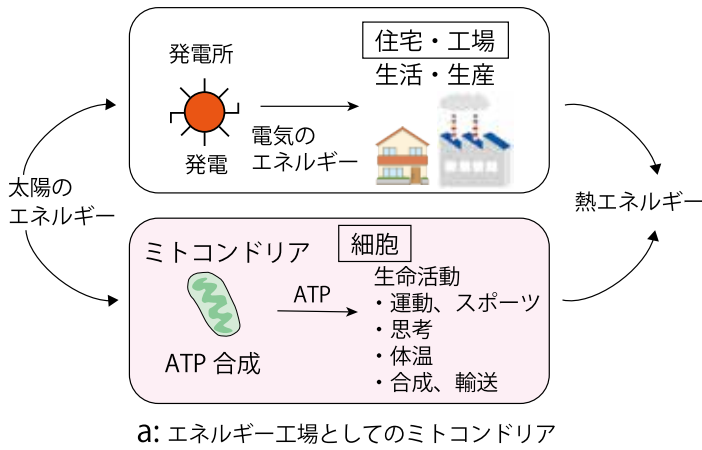 太陽の
エネルギー
発電所
発電
電気の
エネルギー
住宅・工場
生活・生産
ミトコンドリア
ATP 合成
ATP
細胞
生命活動
・運動、スポーツ
・思考
・体温
・合成、輸送
熱エネルギー
a: エネルギー工場としてのミトコンドリア